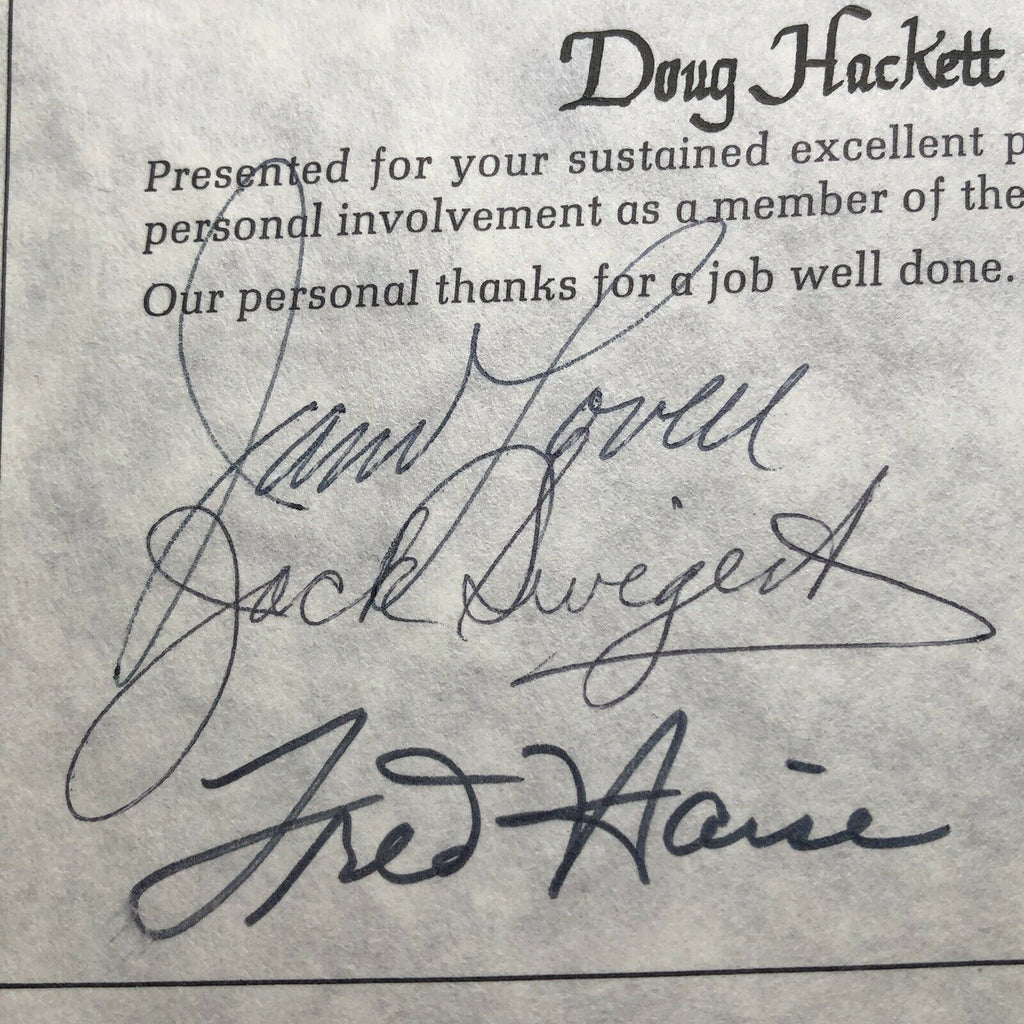 Doug Hackett
Presented for your sustained excellent p
personal involvement as a member of the
Our personal thanks for a job well done.
James Lovell
Jack Swigert
Fred Haise